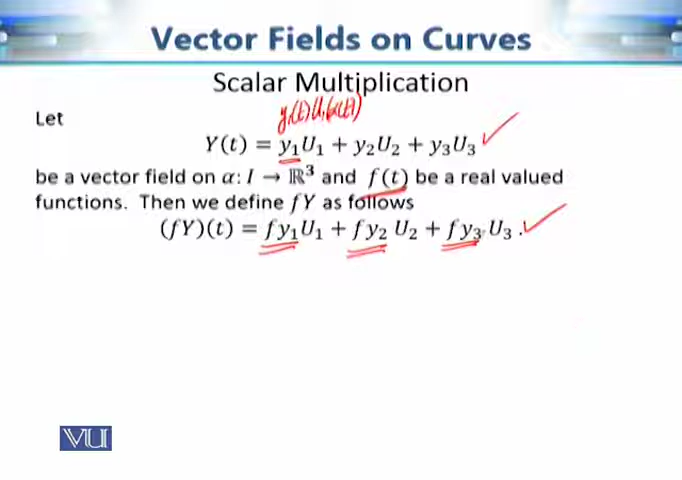 Vector Fields on Curves
Scalar Multiplication
Let
y₁(t)U₁(α(t))
Y(t) = y₁U₁ + y₂U₂ + y₃U₃
be a vector field on α: I → ℝ³ and f(t) be a real valued
functions. Then we define fY as follows
(fY)(t) = fy₁U₁ + fy₂ U₂ + fy₃ U₃ .
VU